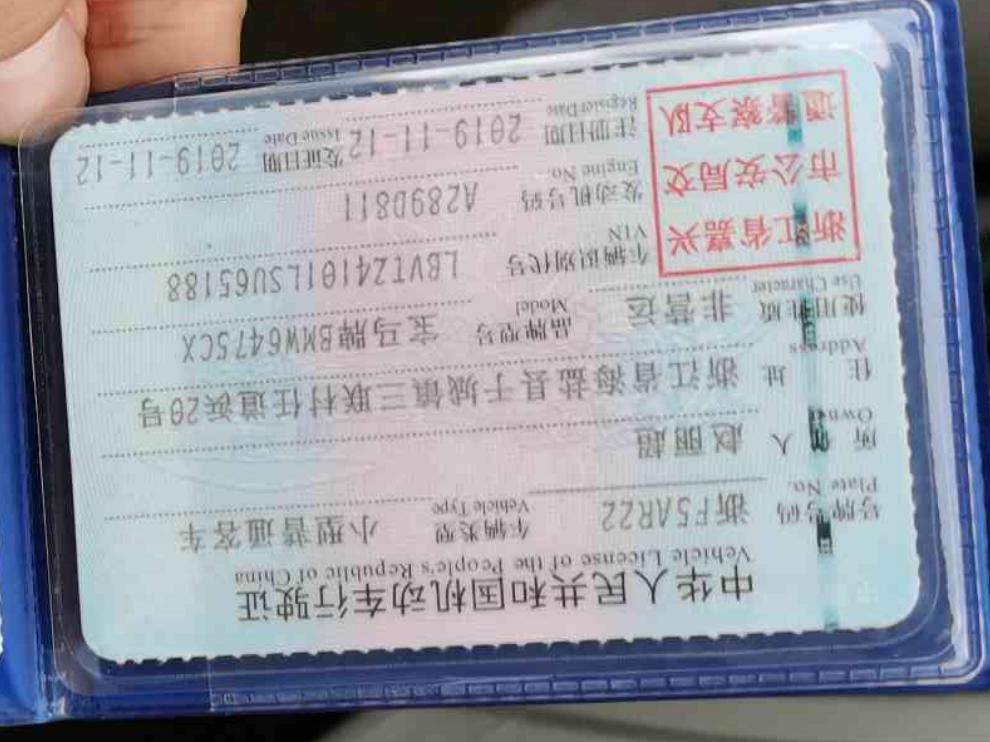 中华人民共和国机动车行驶证
Vehicle License of the People's Republic of China
号牌号码 浙F5AR22 车辆类型 小型普通客车
Plate No. Vehicle Type
所有人 赵丽超
Owner
住址 浙江省海盐县于城镇三联村任道浜20号
Address
使用性质 非营运 品牌型号 宝马牌BMW6475CX
Use Character Model
浙江省嘉兴 车辆识别代号 LBVTZ4101LSU65188
VIN
市公安局交 发动机号码 A289D811
Engine No.
通警察支队 注册日期 2019-11-12 发证日期 2019-11-12
Register Date Issue Date